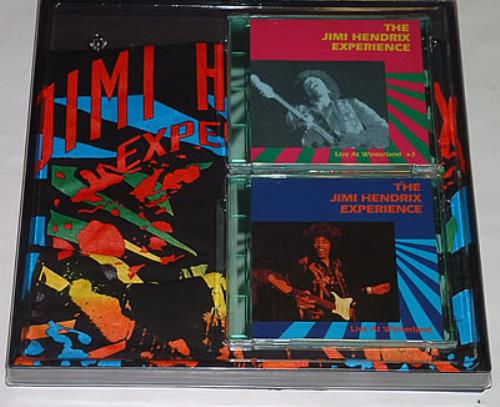 JIMI H
EXPE
THE
JIMI HENDRIX
EXPERIENCE
Live At Winterland +3
THE
JIMI HENDRIX
EXPERIENCE
Live At Winterland